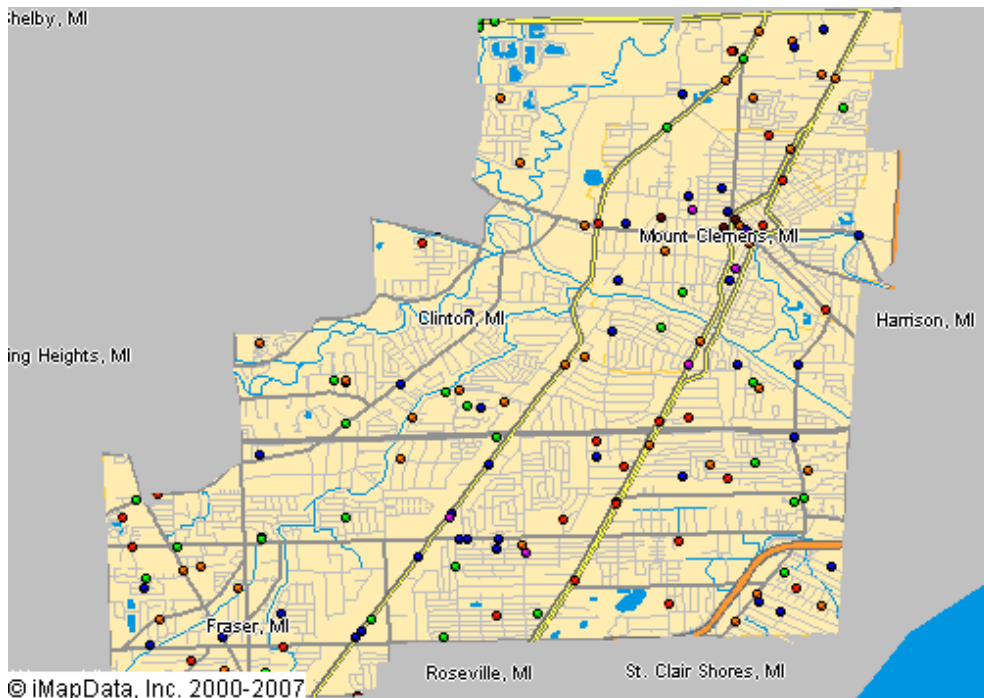 Shelby, MI
Mount Clemens, MI
Clinton, MI
Harrison, MI
ing Heights, MI
Fraser, MI
Roseville, MI
St. Clair Shores, MI
© iMapData, Inc. 2000-2007